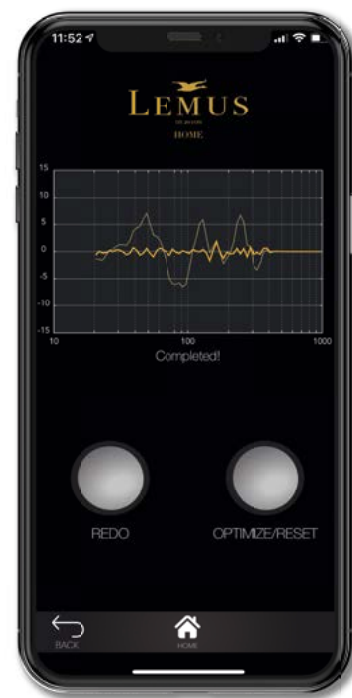 11:52
LEMUS
HOME
15
10
5
0
-5
-10
-15
10 100 1000
Completed!
REDO OPTIMIZE/RESET
BACK HOME